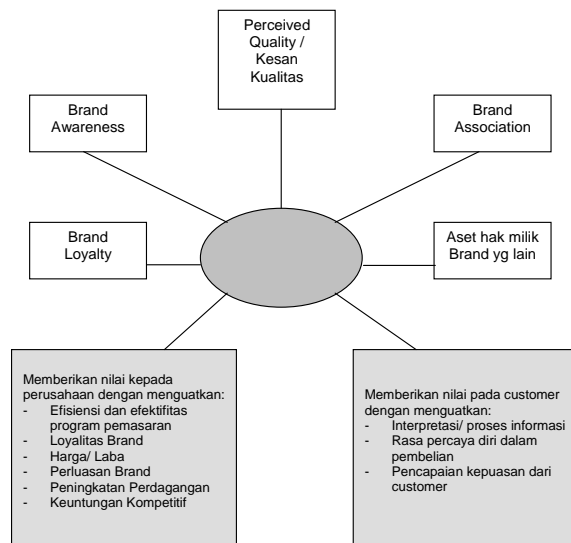 Perceived
Quality /
Kesan
Kualitas
Brand
Awareness
Brand
Association
Brand
Loyalty
Aset hak milik
Brand yg lain
Memberikan nilai kepada
perusahaan dengan menguatkan:
- Efisiensi dan efektifitas
program pemasaran
- Loyalitas Brand
- Harga/ Laba
- Perluasan Brand
- Peningkatan Perdagangan
- Keuntungan Kompetitif
Memberikan nilai pada customer
dengan menguatkan:
- Interpretasi/ proses informasi
- Rasa percaya diri dalam
pembelian
- Pencapaian kepuasan dari
customer